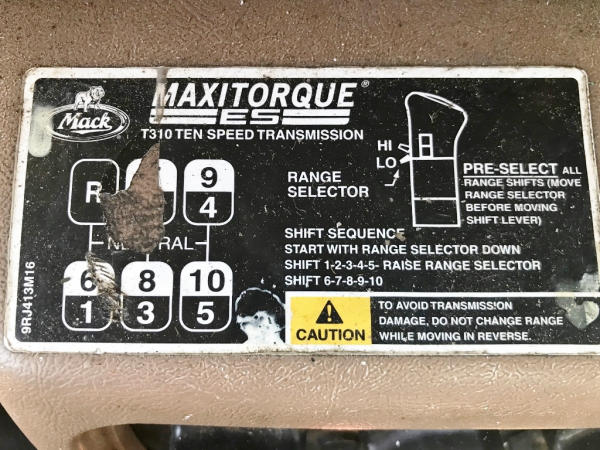 Mack
MAXITORQUE®
ES
T310 TEN SPEED TRANSMISSION
HI
LO
RANGE
SELECTOR
PRE-SELECT ALL
RANGE SHIFTS (MOVE
RANGE SELECTOR
BEFORE MOVING
SHIFT LEVER)
R
9
4
6
1
8
3
10
5
SHIFT SEQUENCE
START WITH RANGE SELECTOR DOWN
SHIFT 1-2-3-4-5- RAISE RANGE SELECTOR
SHIFT 6-7-8-9-10
CAUTION
TO AVOID TRANSMISSION
DAMAGE, DO NOT CHANGE RANGE
WHILE MOVING IN REVERSE.
9RJ413M16